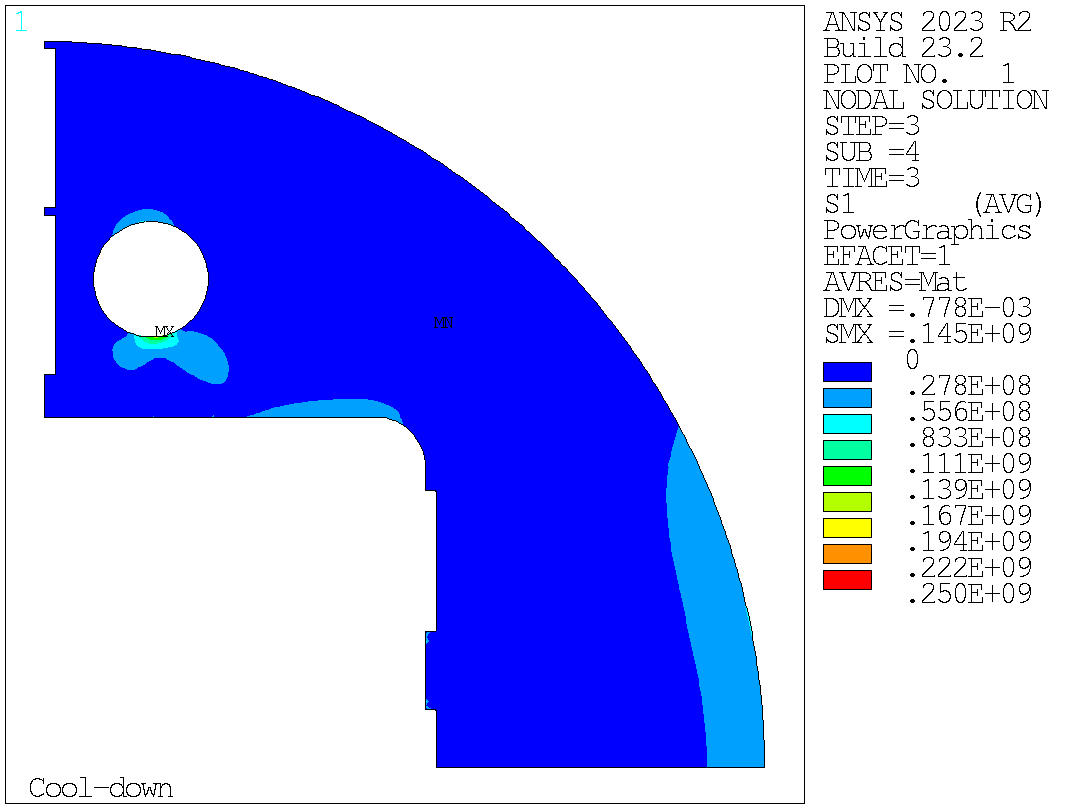 1
ANSYS 2023 R2
Build 23.2
PLOT NO. 1
NODAL SOLUTION
STEP=3
SUB =4
TIME=3
S1 (AVG)
PowerGraphics
EFACET=1
AVRES=Mat
DMX =.778E-03
SMX =.145E+09
0
.278E+08
.556E+08
.833E+08
.111E+09
.139E+09
.167E+09
.194E+09
.222E+09
.250E+09
MX
MN
Cool-down